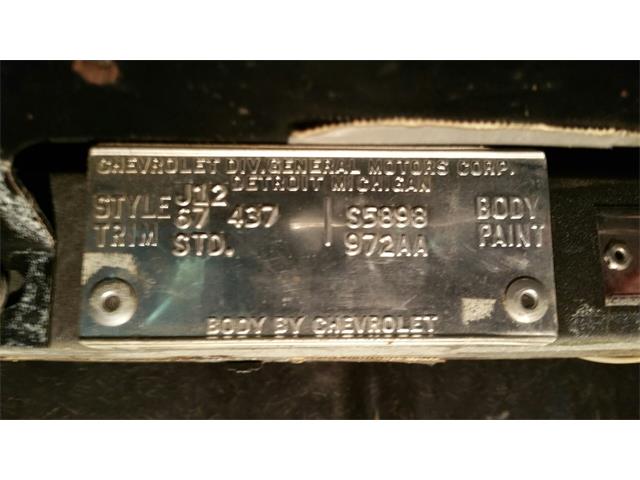 CHEVROLET DIV. GENERAL MOTORS CORP.
DETROIT MICHIGAN
J12
STYLE 67 437 S5898 BODY
TRIM STD. 972AA PAINT
BODY BY CHEVROLET